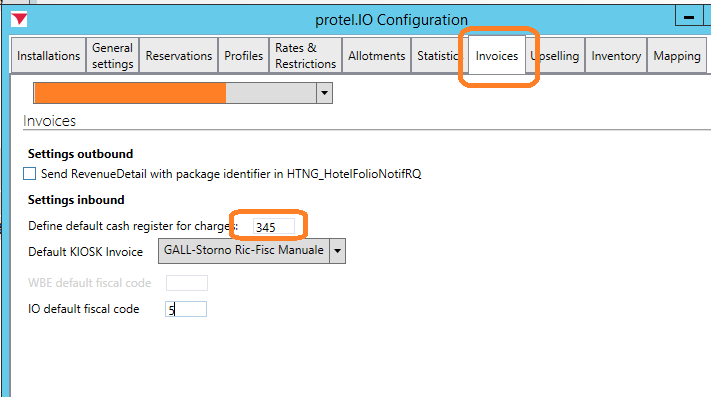 protel.IO Configuration
Installations General settings Reservations Profiles Rates & Restrictions Allotments Statistics Invoices Upselling Inventory Mapping
Invoices
Settings outbound
Send RevenueDetail with package identifier in HTNG_HotelFolioNotifRQ
Settings inbound
Define default cash register for charges: 345
Default KIOSK Invoice GALL-Storno Ric-Fisc Manuale
WBE default fiscal code
IO default fiscal code 5